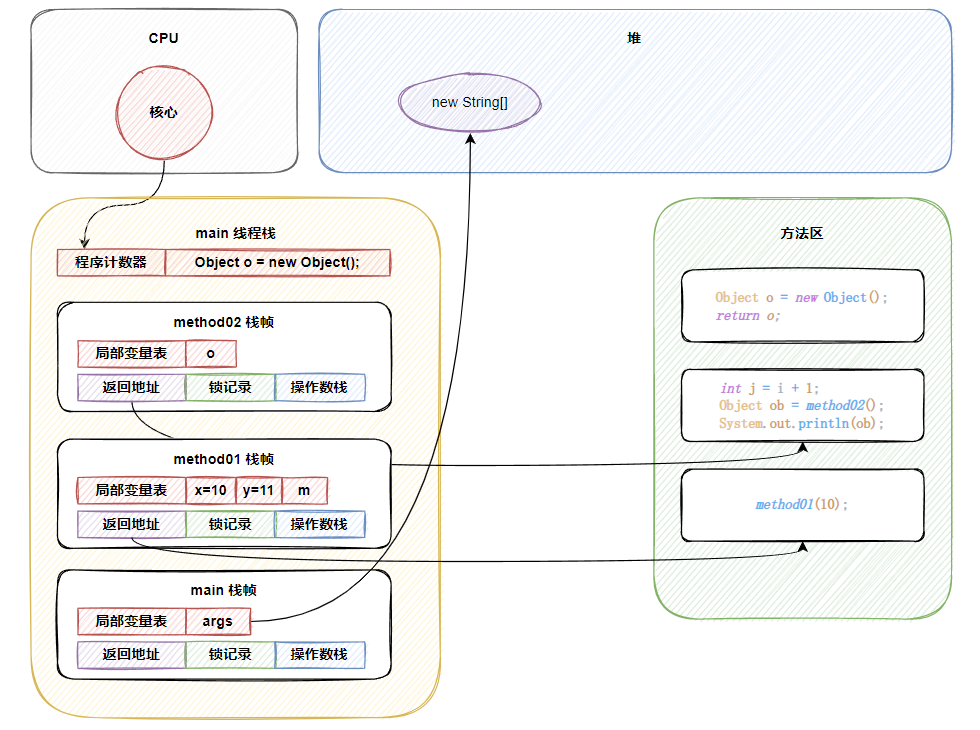 CPU
核心
堆
new String[]
main 线程栈
程序计数器
Object o = new Object();
method02 栈帧
局部变量表
o
返回地址
锁记录
操作数栈
method01 栈帧
局部变量表
x=10
y=11
m
返回地址
锁记录
操作数栈
main 栈帧
局部变量表
args
返回地址
锁记录
操作数栈
方法区
Object o = new Object();
return o;
int j = i + 1;
Object ob = method02();
System.out.println(ob);
method01(10);